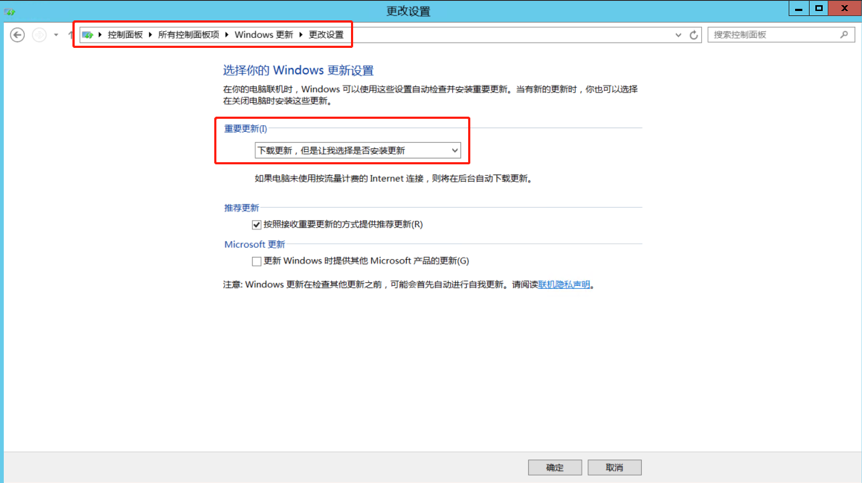 更改设置
控制面板 所有控制面板项 Windows 更新 更改设置
搜索控制面板
选择你的 Windows 更新设置
在你的电脑联机时，Windows 可以使用这些设置自动检查并安装重要更新。当有新的更新时，你也可以选择
在关闭电脑时安装这些更新。
重要更新(I)
下载更新，但是让我选择是否安装更新
如果电脑未使用按流量计费的 Internet 连接，则将在后台自动下载更新。
推荐更新
按照接收重要更新的方式提供推荐更新(R)
Microsoft 更新
更新 Windows 时提供其他 Microsoft 产品的更新(G)
注意: Windows 更新在检查其他更新之前，可能会首先自动进行自我更新。请阅读联机隐私声明。
确定
取消